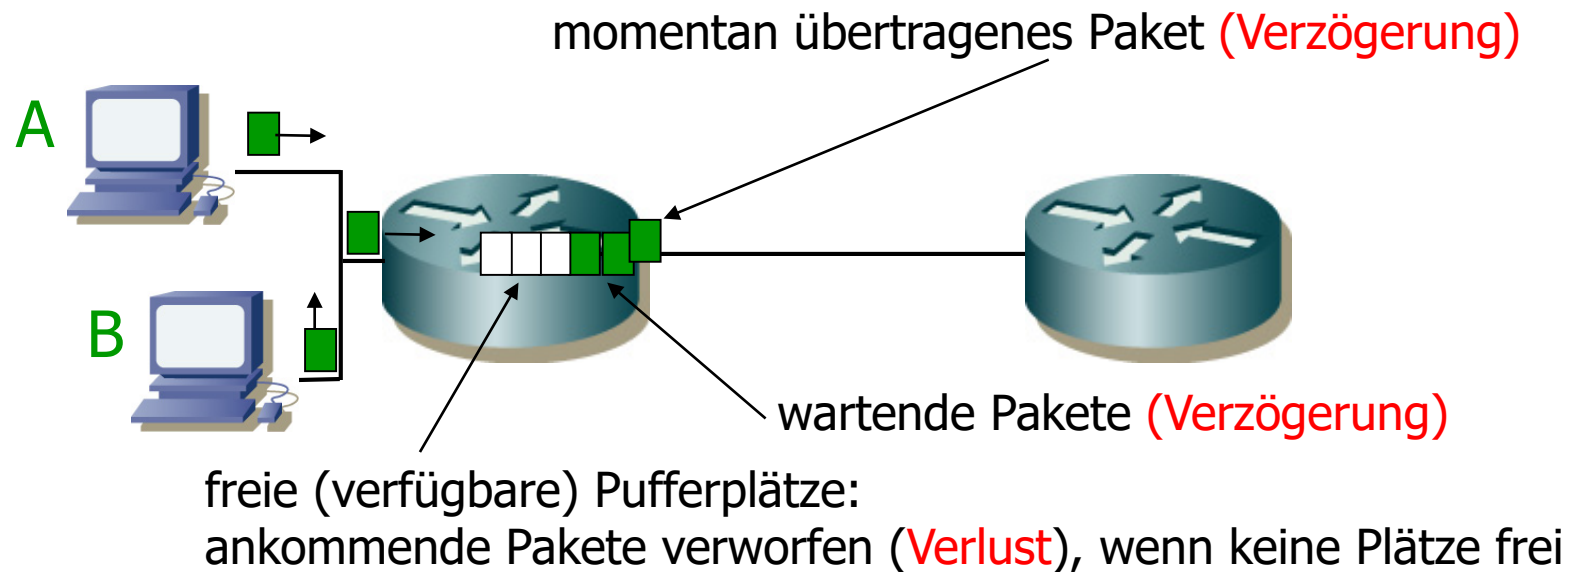 momentan übertragenes Paket (Verzögerung)
A
B
wartende Pakete (Verzögerung)
freie (verfügbare) Pufferplätze:
ankommende Pakete verworfen (Verlust), wenn keine Plätze frei